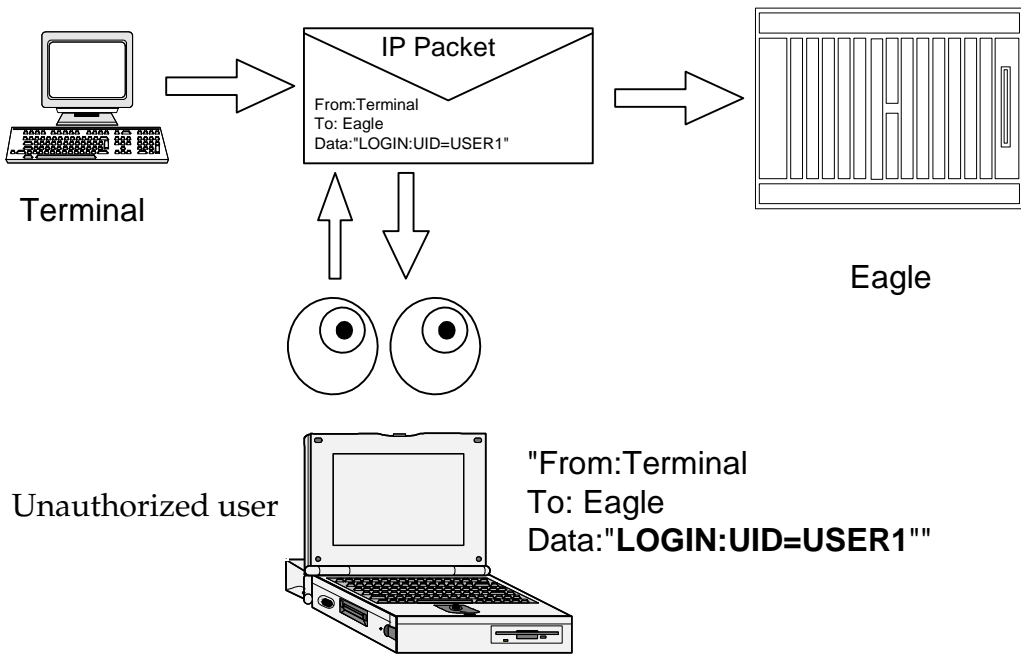 IP Packet
From:Terminal
To: Eagle
Data:"LOGIN:UID=USER1"
Terminal
Eagle
Unauthorized user
"From:Terminal
To: Eagle
Data:"LOGIN:UID=USER1""